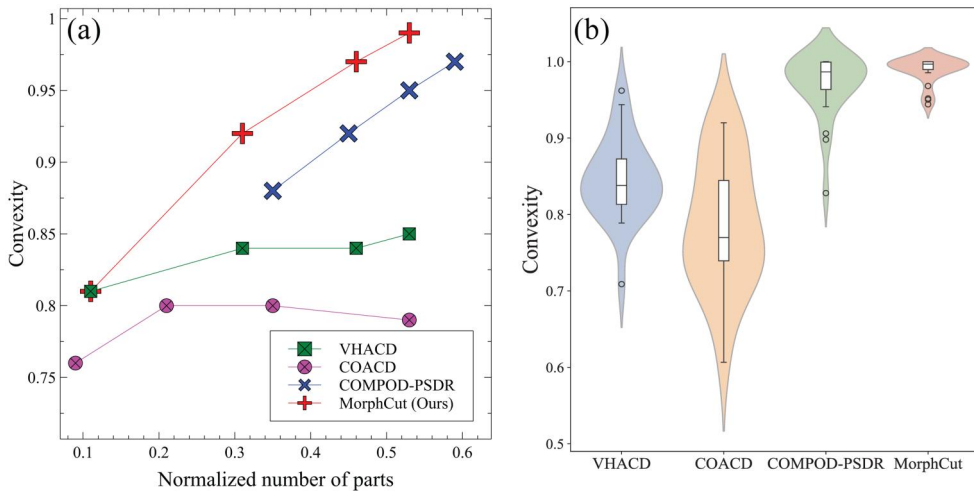 (a)
1
0.95
0.9
0.85
0.8
0.75
Convexity
0.1 0.2 0.3 0.4 0.5 0.6
Normalized number of parts
VHACD
COACD
COMPOD-PSDR
MorphCut (Ours)
(b)
1.0
0.9
0.8
0.7
0.6
0.5
Convexity
VHACD COACD COMPOD-PSDR MorphCut